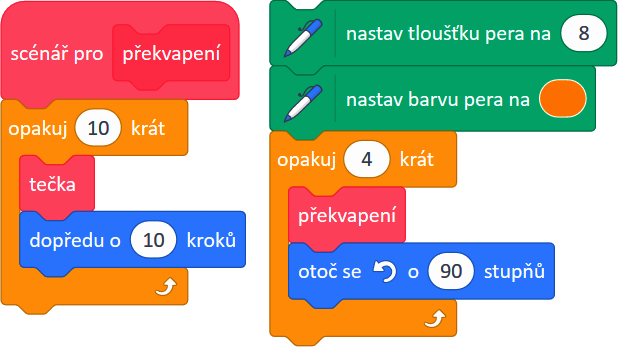 scénář pro překvapení
opakuj 10 krát
tečka
dopředu o 10 kroků
nastav tloušťku pera na 8
nastav barvu pera na
opakuj 4 krát
překvapení
otoč se o 90 stupňů